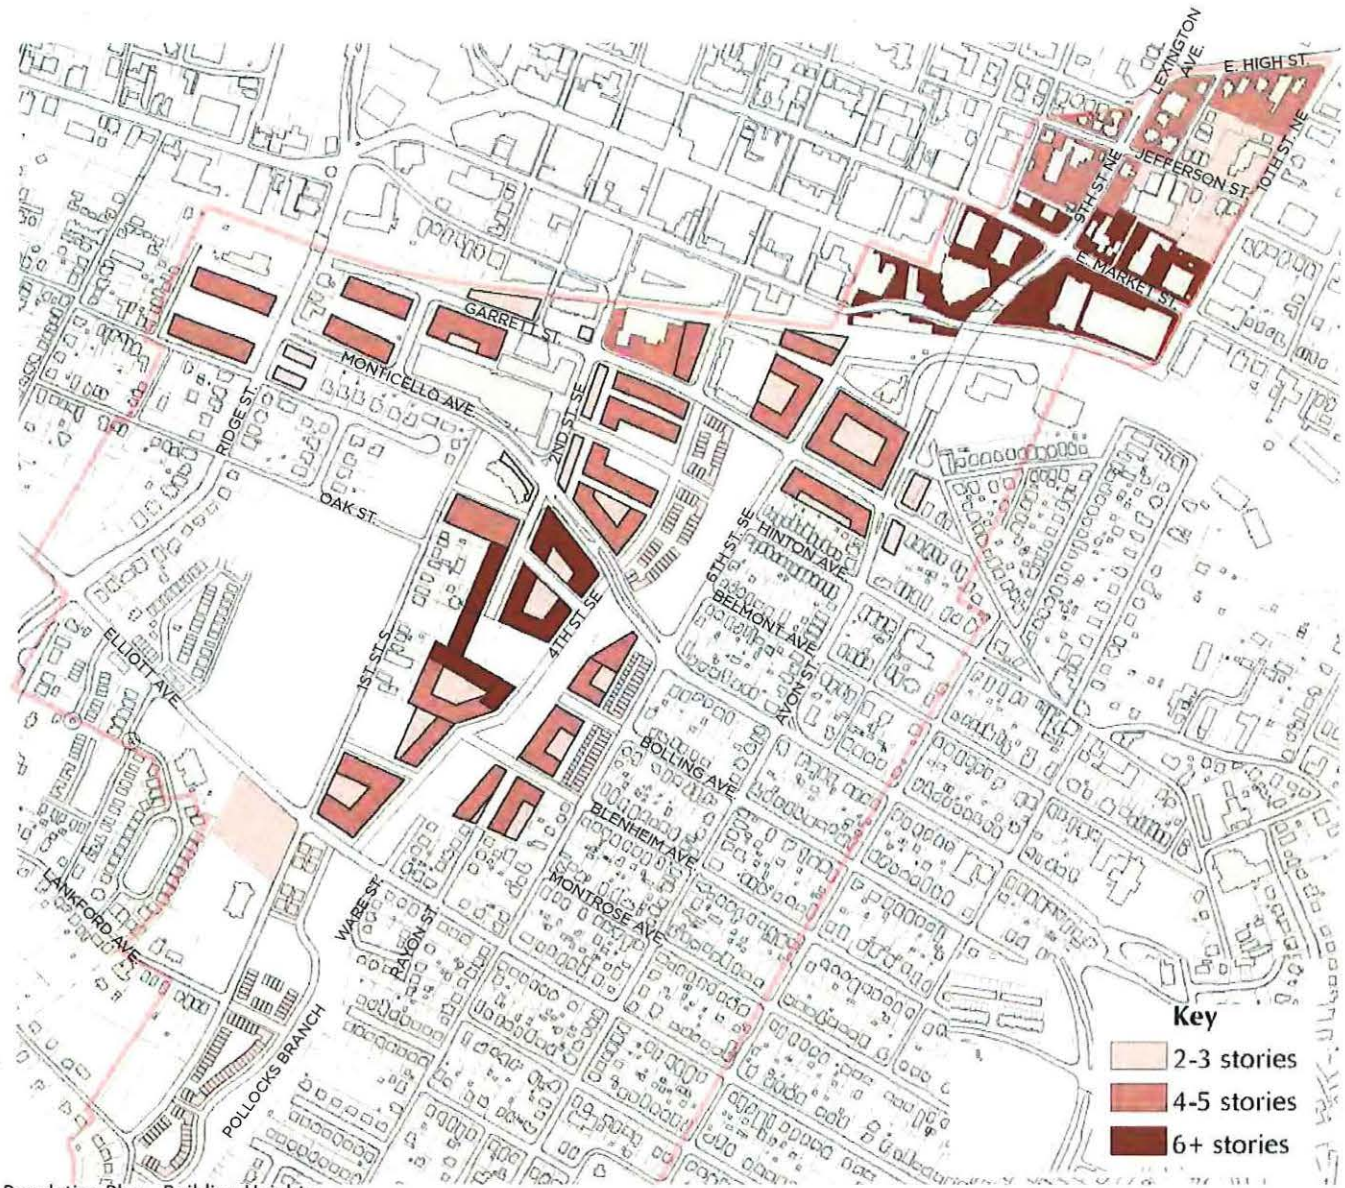 LEXINGTON
AVE.
E. HIGH ST.
10TH ST. NE
JEFFERSON ST.
9TH ST NE
E. MARKET ST.
GARRETT ST.
MONTICELLO AVE.
2ND ST SE
RIDGE ST.
OAK ST.
6TH ST. SE
HINTON AVE.
BELMONT AVE.
4TH ST. SE
1ST ST S.
ELLIOTT AVE
AVON ST.
BOLLING AVE.
BLENHEIM AVE.
MONTROSE AVE.
LANKFORD AVE.
WARE ST.
RAYON ST.
POLLOCKS BRANCH
Key
2-3 stories
4-5 stories
6+ stories